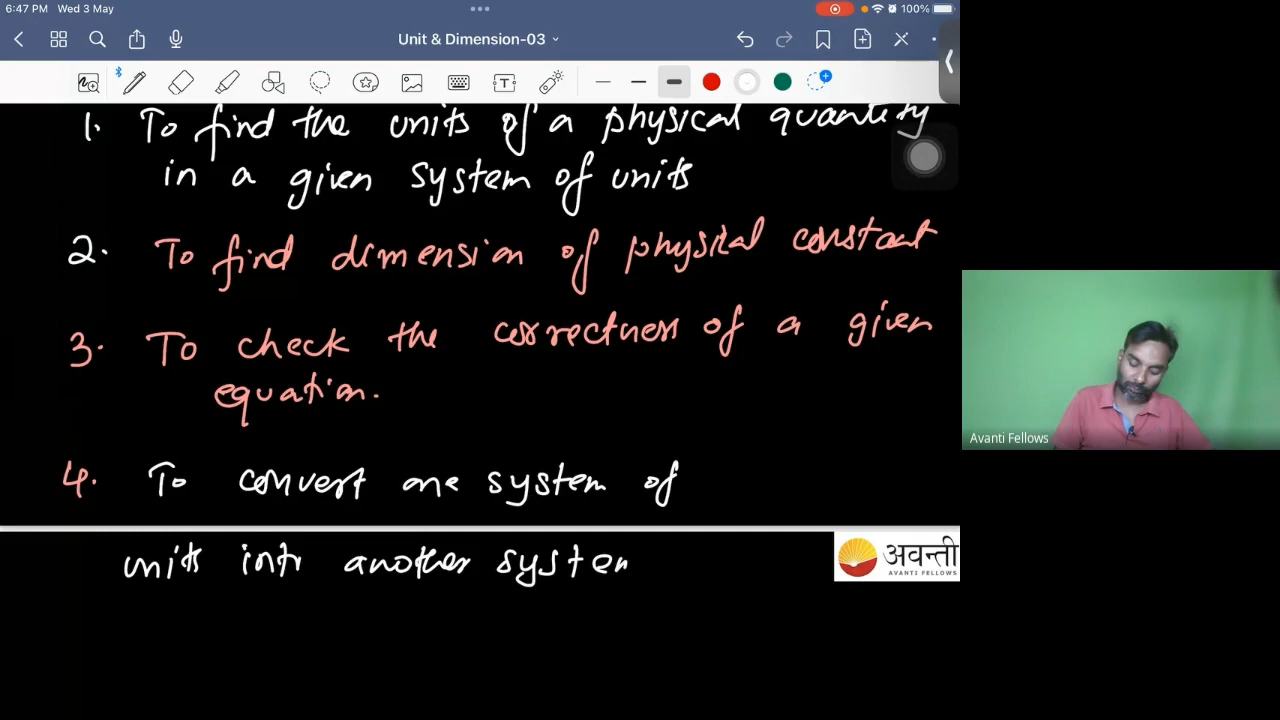 6:47 PM Wed 3 May
100%
Unit & Dimension-03
1. To find the units of a physical quantity
in a given system of units
2. To find dimension of physical constant
3. To check the correctness of a given
equation.
4. To convert one system of
units into another system
अवन्ती
AVANTI FELLOWS
Avanti Fellows